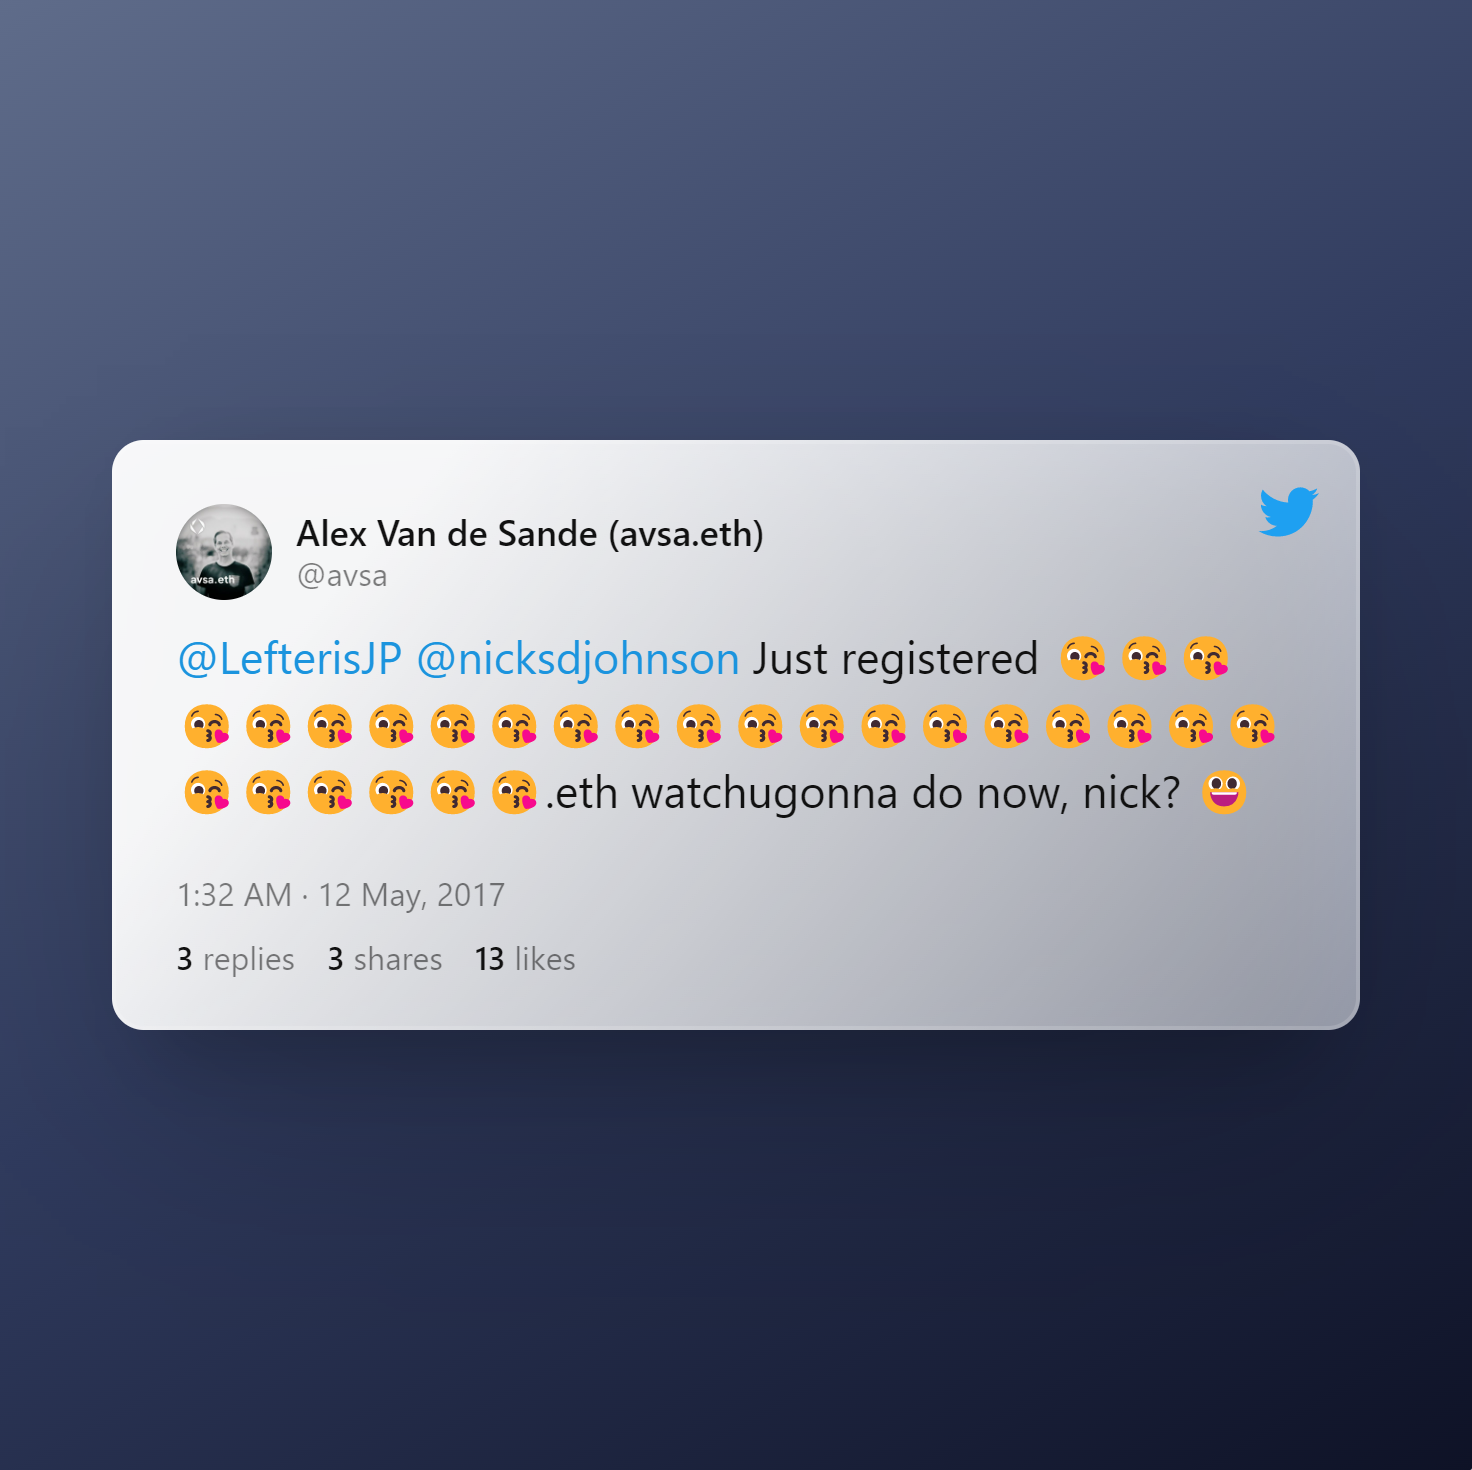 avsa.eth
Alex Van de Sande (avsa.eth)
@avsa
@LefterisJP @nicksdjohnson Just registered 😘😘😘
😘😘😘😘😘😘😘😘😘😘😘😘😘😘😘😘😘😘
😘😘😘😘😘😘.eth watchugonna do now, nick? 😃
1:32 AM · 12 May, 2017
3 replies 3 shares 13 likes